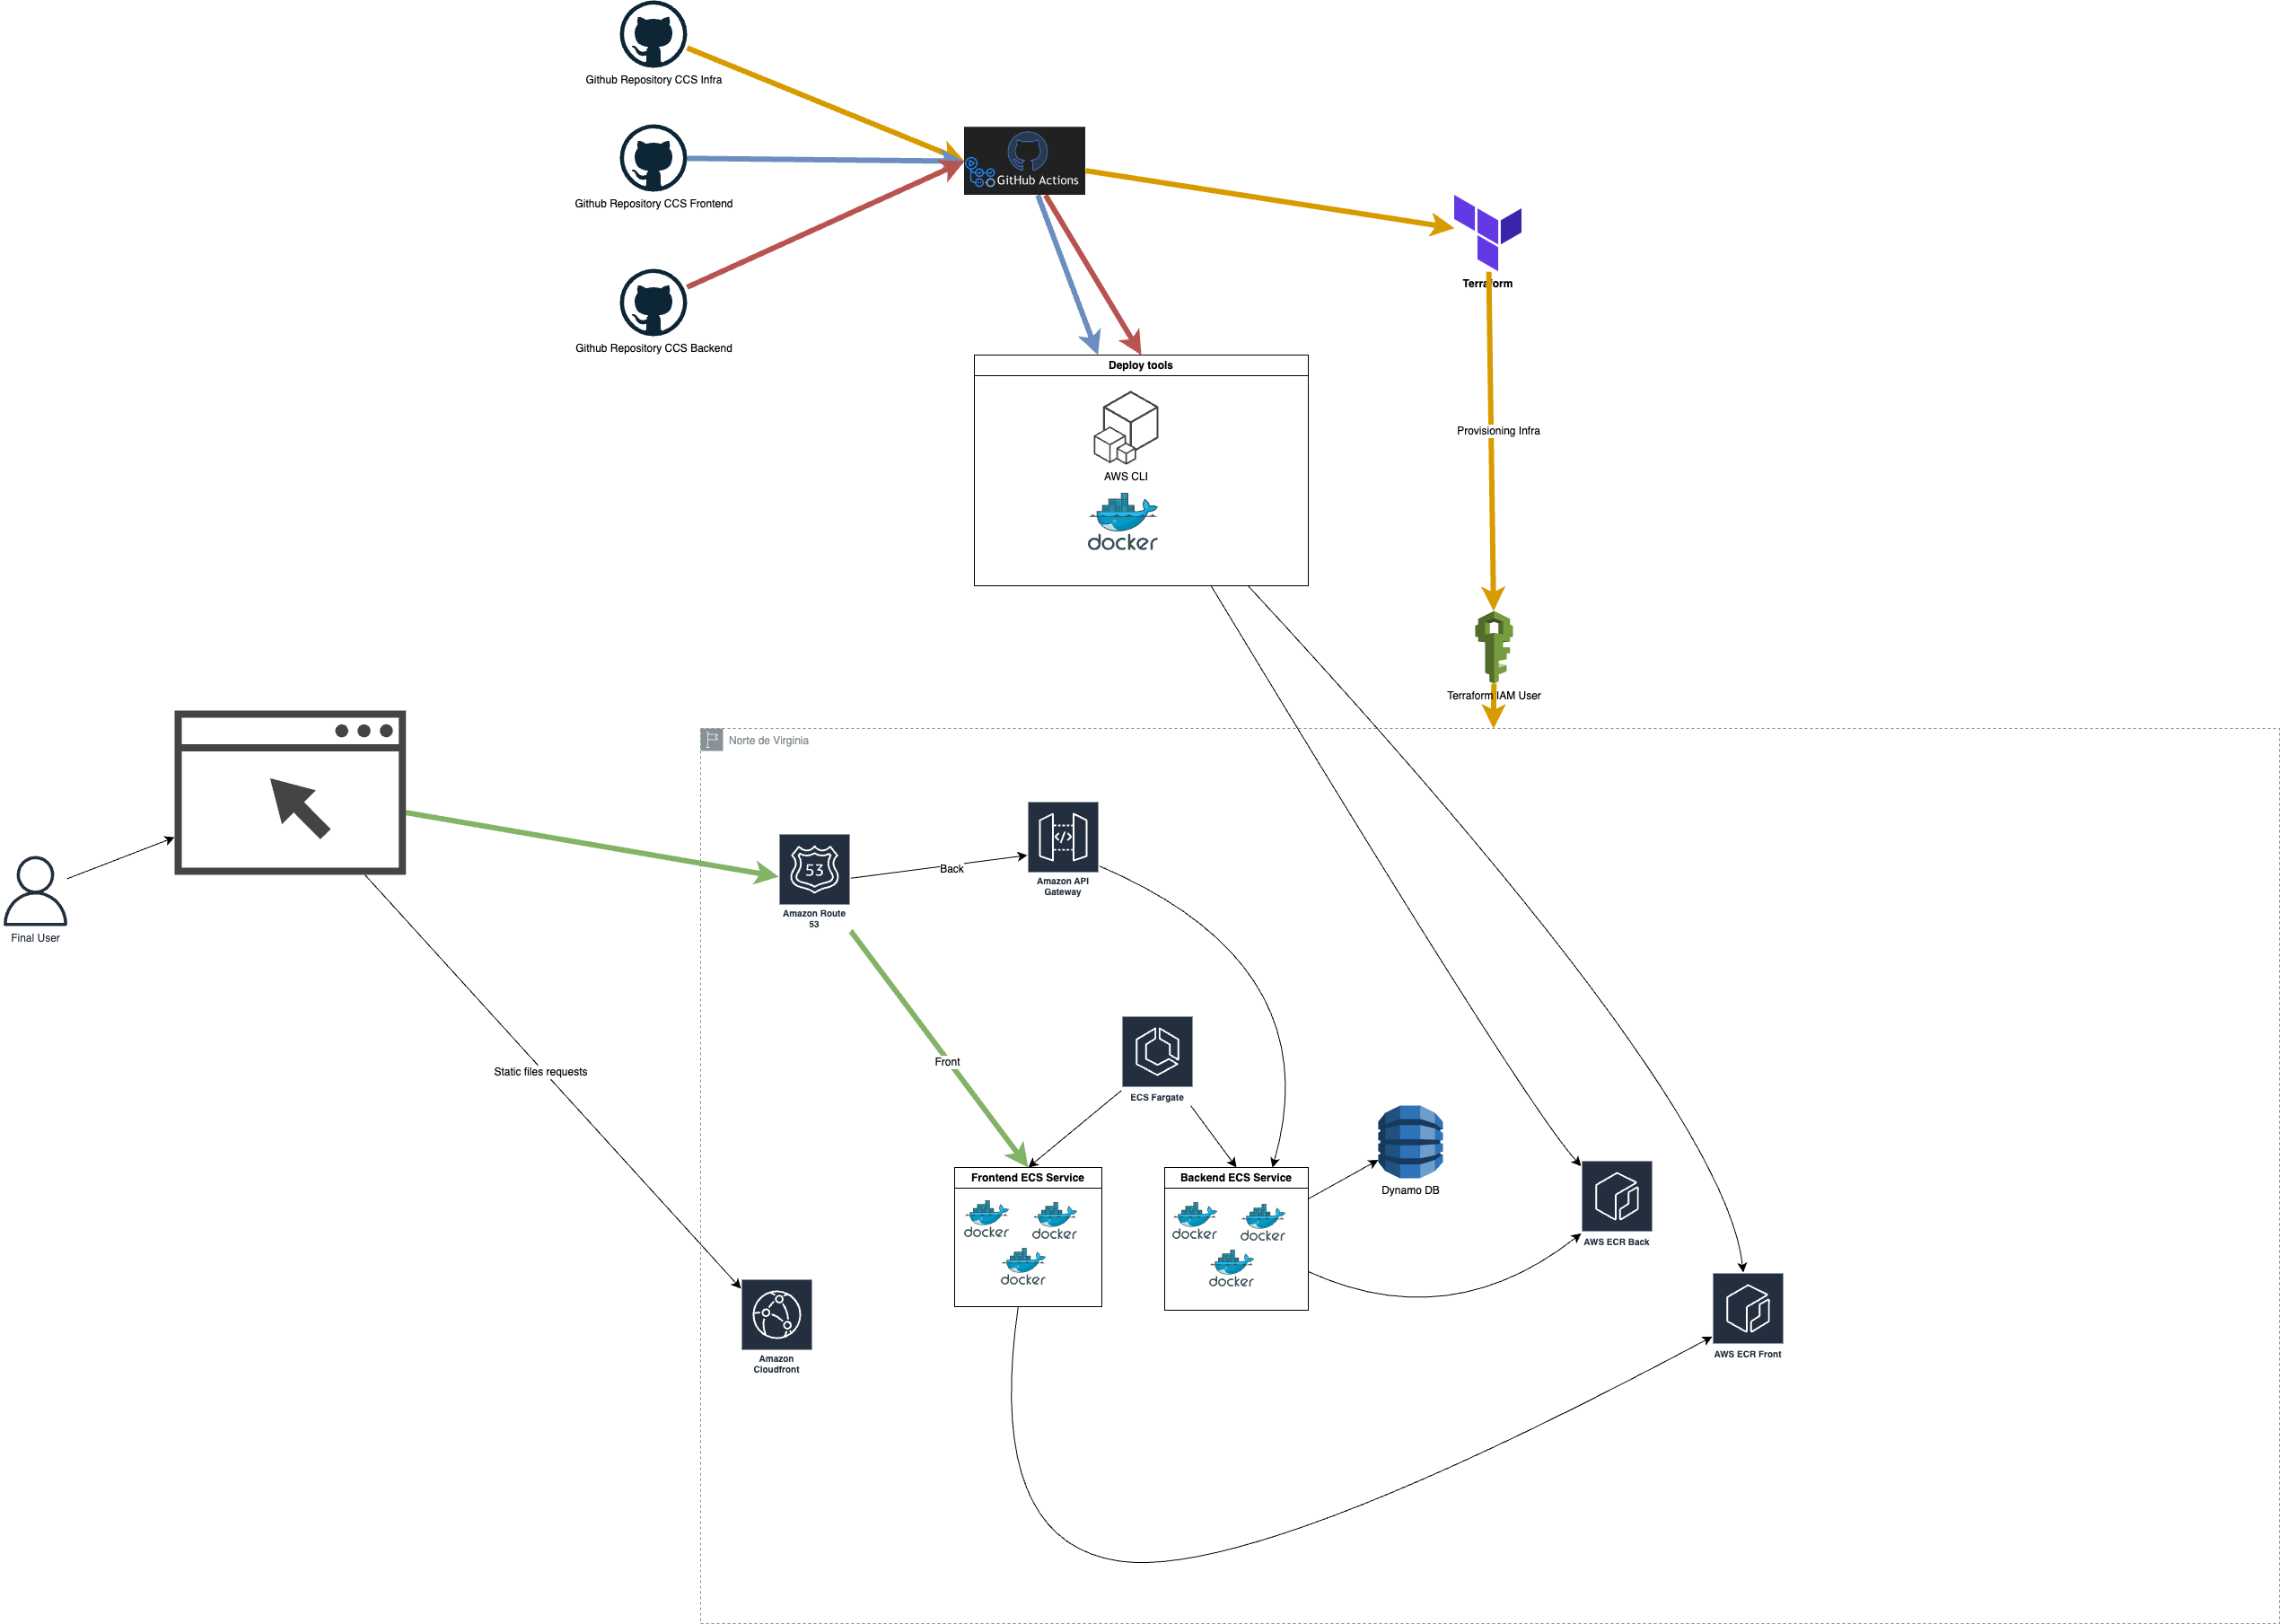 Github Repository CCS Infra
Github Repository CCS Frontend
Github Repository CCS Backend
GitHub Actions
Terraform
Deploy tools
AWS CLI
docker
Provisioning Infra
Terraform IAM User
Norte de Virginia
Final User
53
Amazon Route
53
Back
</>
Amazon API
Gateway
Front
Static files requests
ECS Fargate
Frontend ECS Service
docker
docker
docker
Backend ECS Service
docker
docker
docker
Dynamo DB
AWS ECR Back
AWS ECR Front
Amazon
Cloudfront